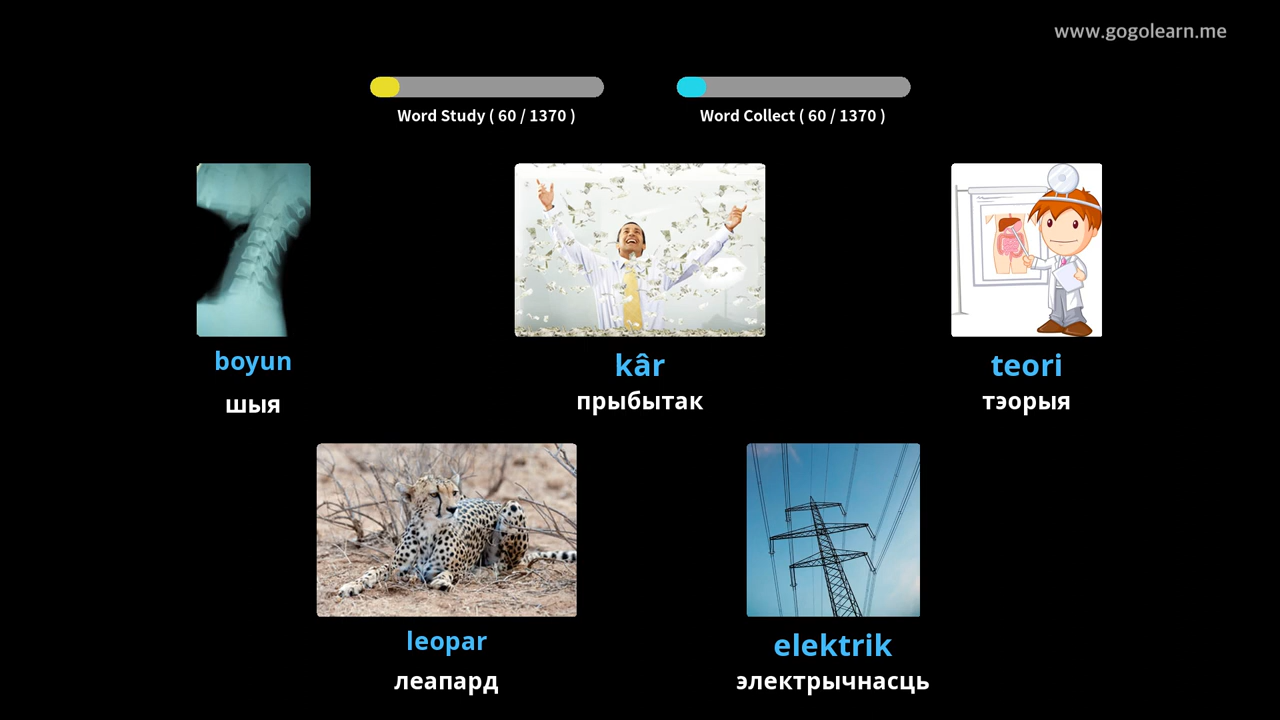 www.gogolearn.me
Word Study ( 60 / 1370 )
Word Collect ( 60 / 1370 )
boyun
шыя
kâr
прыбытак
teori
тэорыя
leopar
леапард
elektrik
электрычнасць